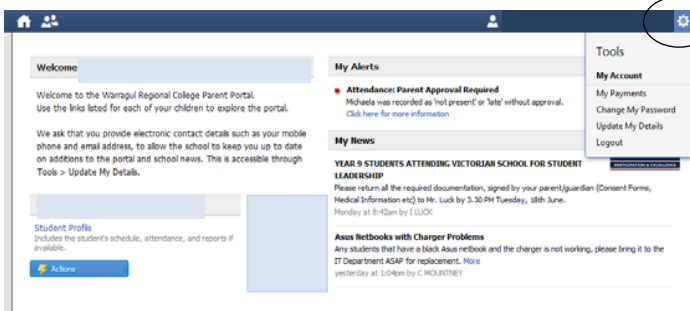 Welcome
Welcome to the Warragul Regional College Parent Portal.
Use the links listed for each of your children to explore the portal.
We ask that you provide electronic contact details such as your mobile
phone and email address, to allow the school to keep you up to date
on additions to the portal and school news. This is accessible through
Tools > Update My Details.
Student Profile
Includes the student's schedule, attendance, and reports if
available.
Actions
My Alerts
Attendance: Parent Approval Required
Michaela was recorded as 'not present' or 'late' without approval.
Click here for more information
My News
YEAR 9 STUDENTS ATTENDING VICTORIAN SCHOOL FOR STUDENT
LEADERSHIP
Please return all the required documentation, signed by your parent/guardian (Consent Forms,
Medical Information etc) to Mr. Luck by 3.30 PM Tuesday, 18th June.
Monday at 8:42am by I LUCK
Asus Netbooks with Charger Problems
Any students that have a black Asus netbook and the charger is not working, please bring it to the
IT Department ASAP for replacement. More
yesterday at 1:04pm by C MOUNTNEY
Tools
My Account
My Payments
Change My Password
Update My Details
Logout
PARTICIPATION & EXCELLENCE